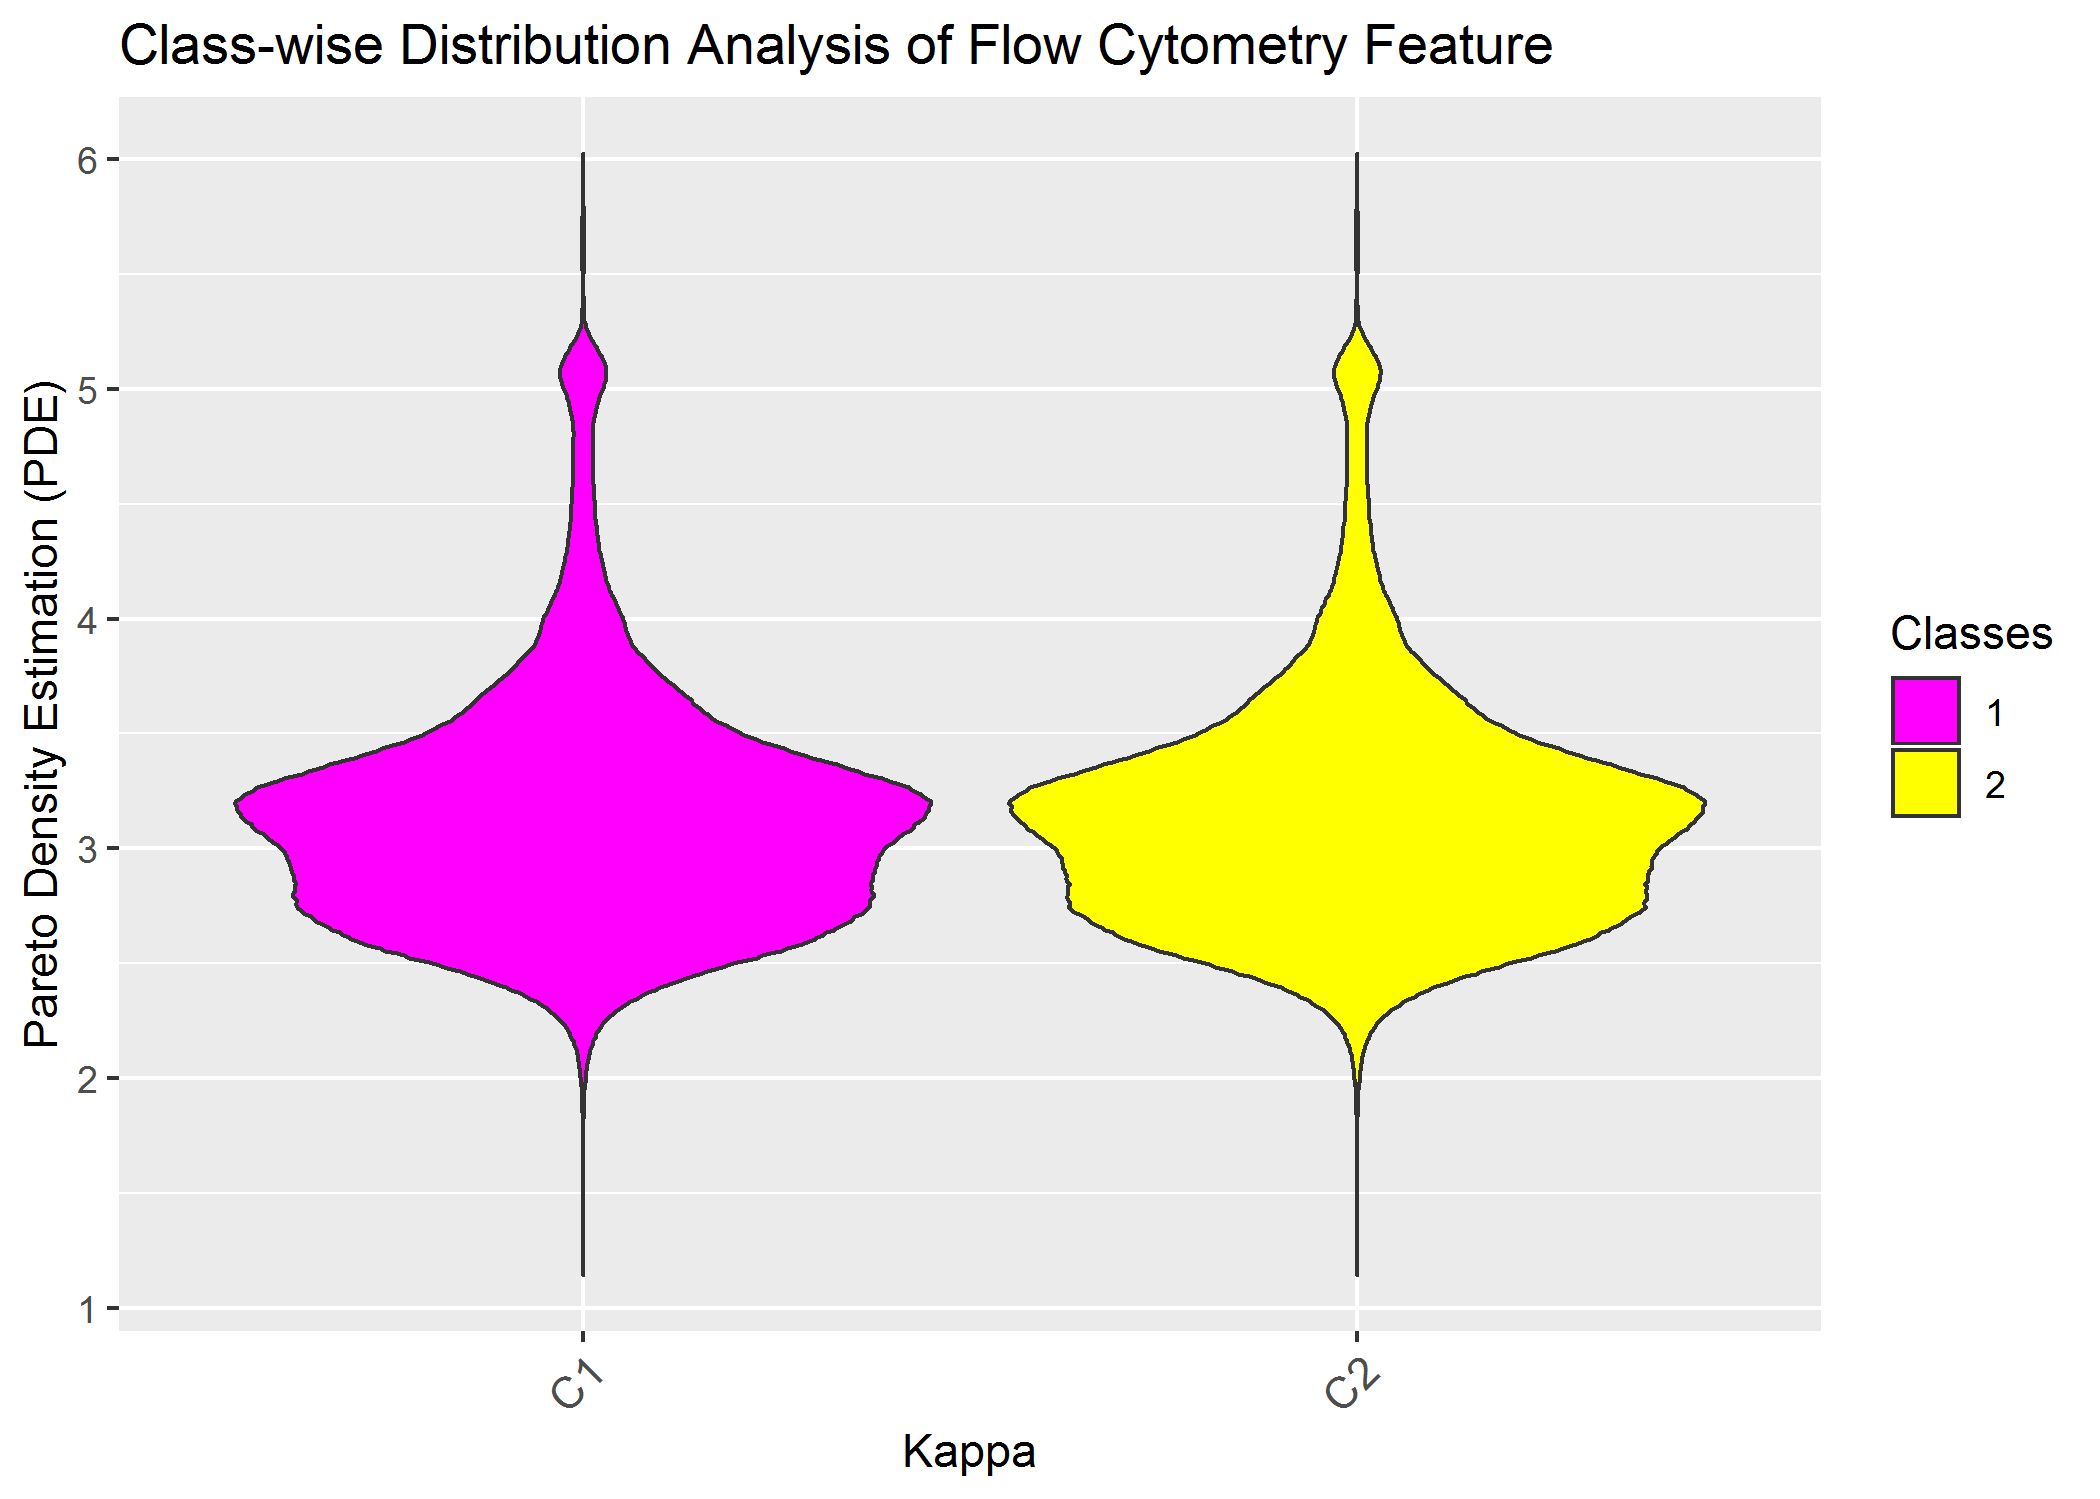 Class-wise Distribution Analysis of Flow Cytometry Feature
Pareto Density Estimation (PDE)
6
5
4
3
2
1
C1
C2
Kappa
Classes
1
2